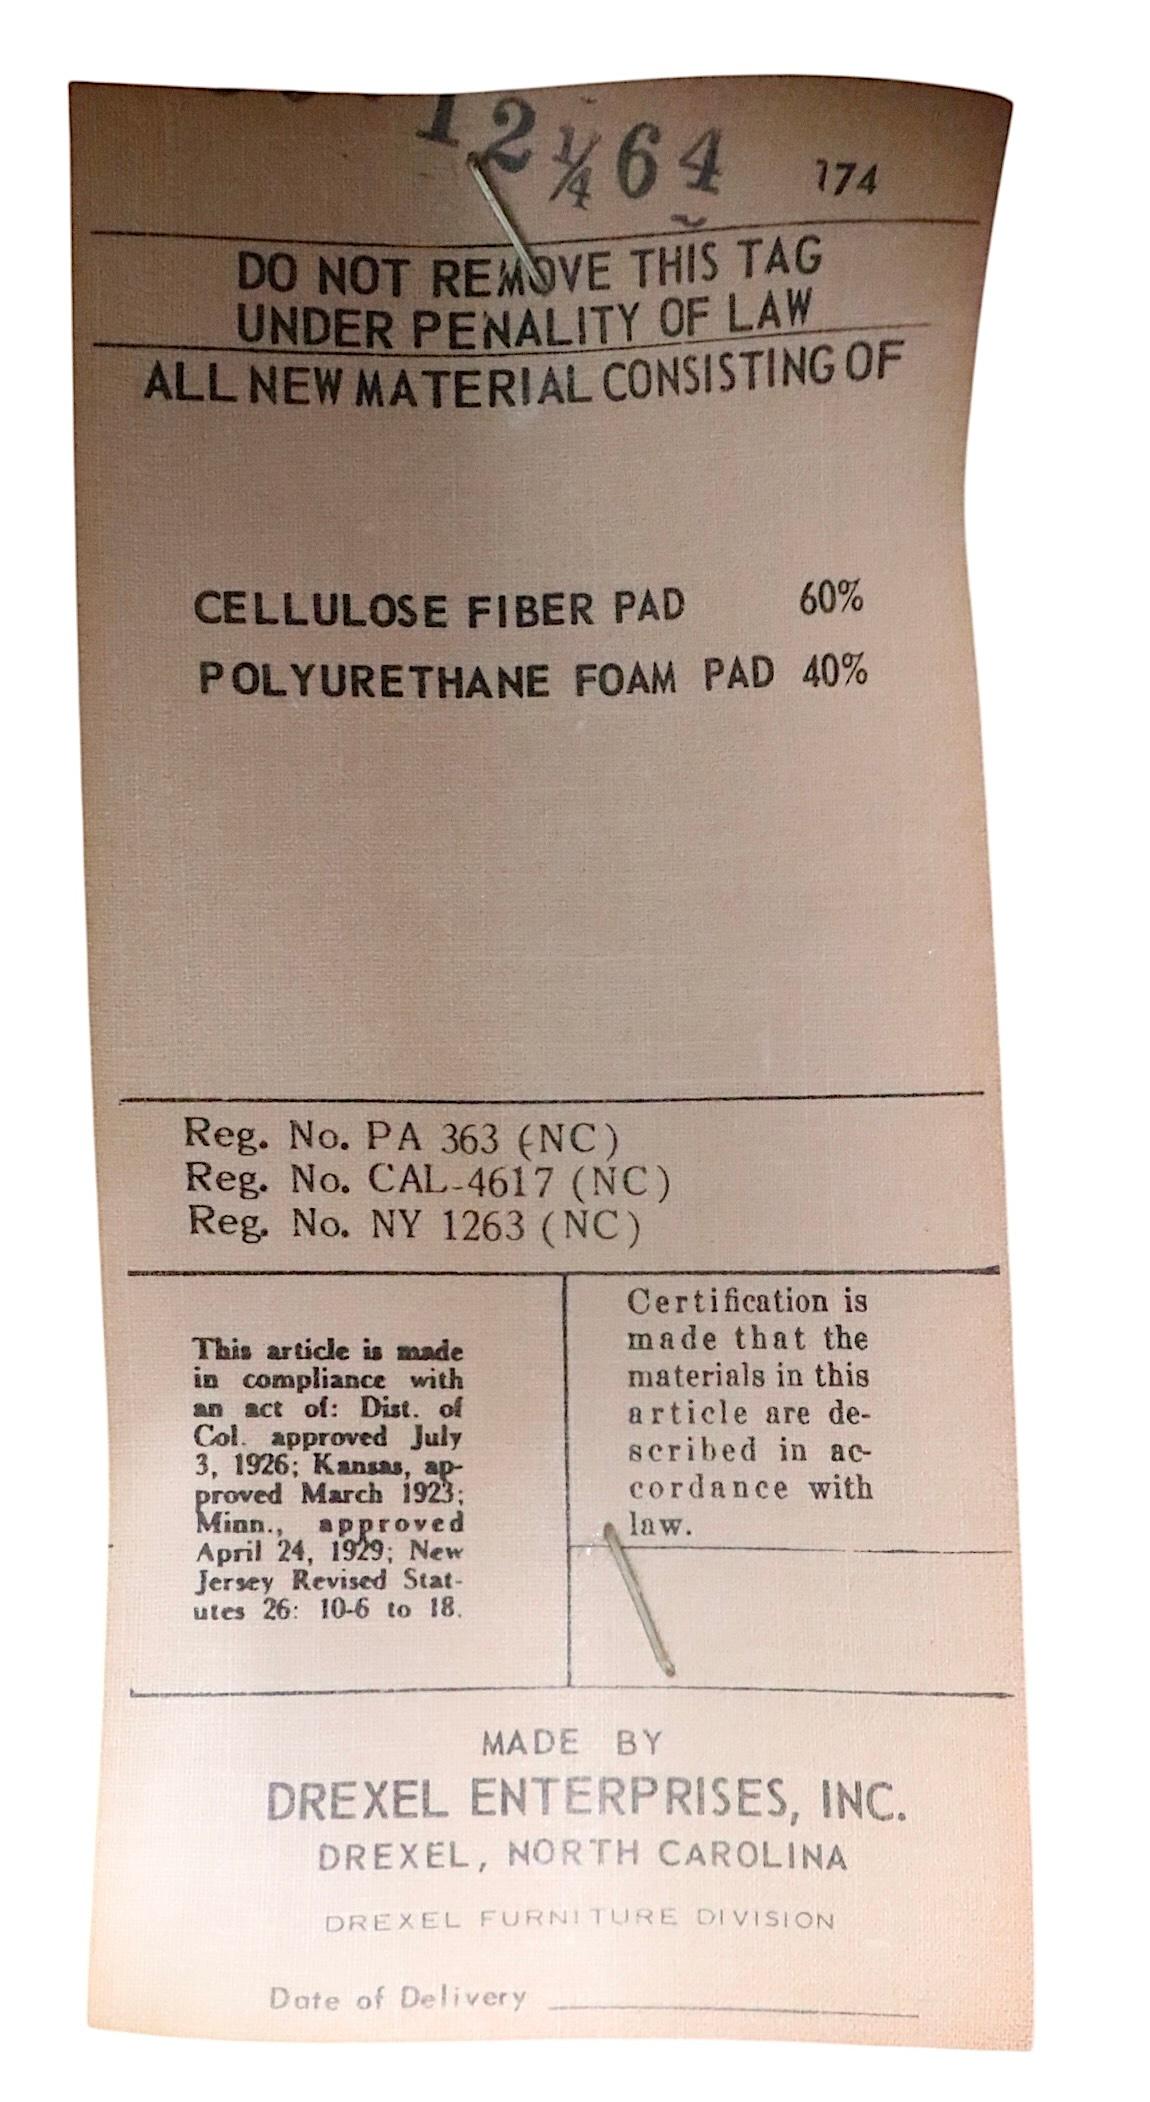 12 1/4 64 174
DO NOT REMOVE THIS TAG
UNDER PENALITY OF LAW
ALL NEW MATERIAL CONSISTING OF
CELLULOSE FIBER PAD 60%
POLYURETHANE FOAM PAD 40%
Reg. No. PA 363 (NC)
Reg. No. CAL-4617 (NC)
Reg. No. NY 1263 (NC)
This article is made
in compliance with
an act of: Dist. of
Col. approved July
3, 1926; Kansas, ap-
proved March 1923;
Minn., approved
April 24, 1929; New
Jersey Revised Stat-
utes 26: 10-6 to 18.
Certification is
made that the
materials in this
article are de-
scribed in ac-
cordance with
law.
MADE BY
DREXEL ENTERPRISES, INC.
DREXEL, NORTH CAROLINA
DREXEL FURNITURE DIVISION
Date of Delivery